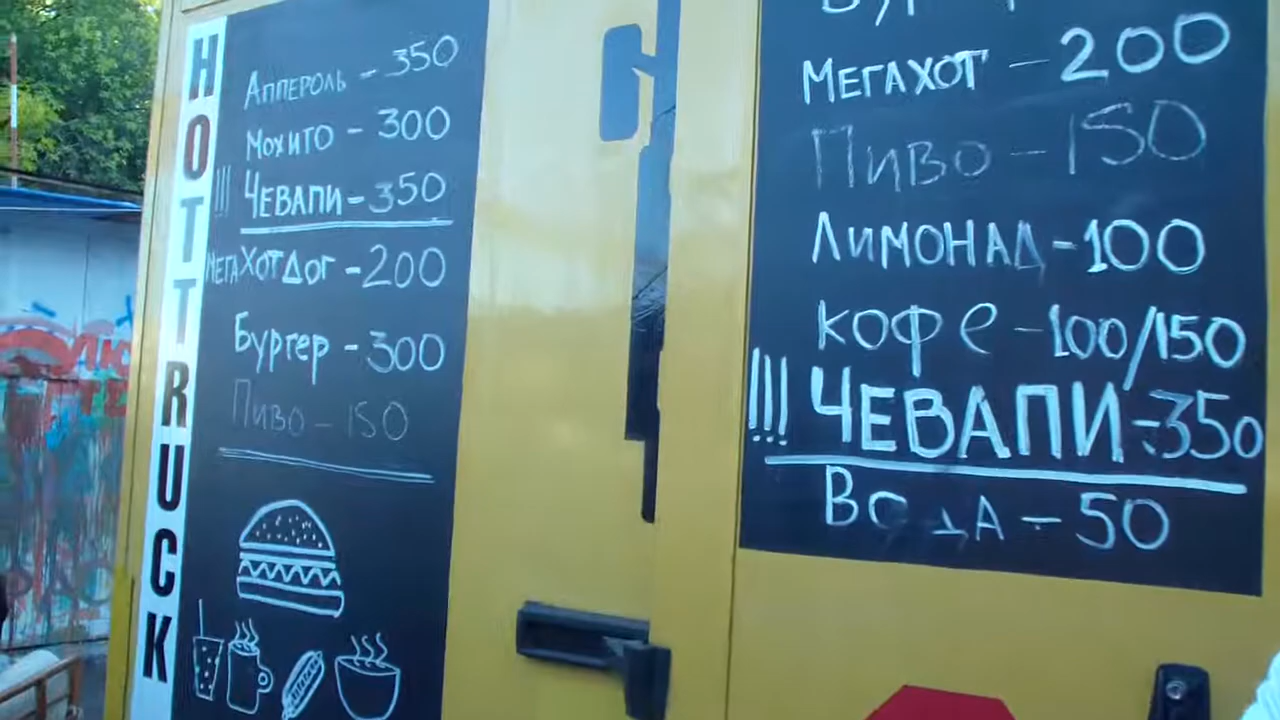 HOTTRUCK
Аппероль - 350
Мохито - 300
!!! Чевапи - 350
мегахотдог - 200
Бургер - 300
Пиво - 150
Мегахот - 200
Пиво - 150
Лимонад - 100
Кофе - 100/150
!!! ЧЕВАПИ - 350
Вода - 50